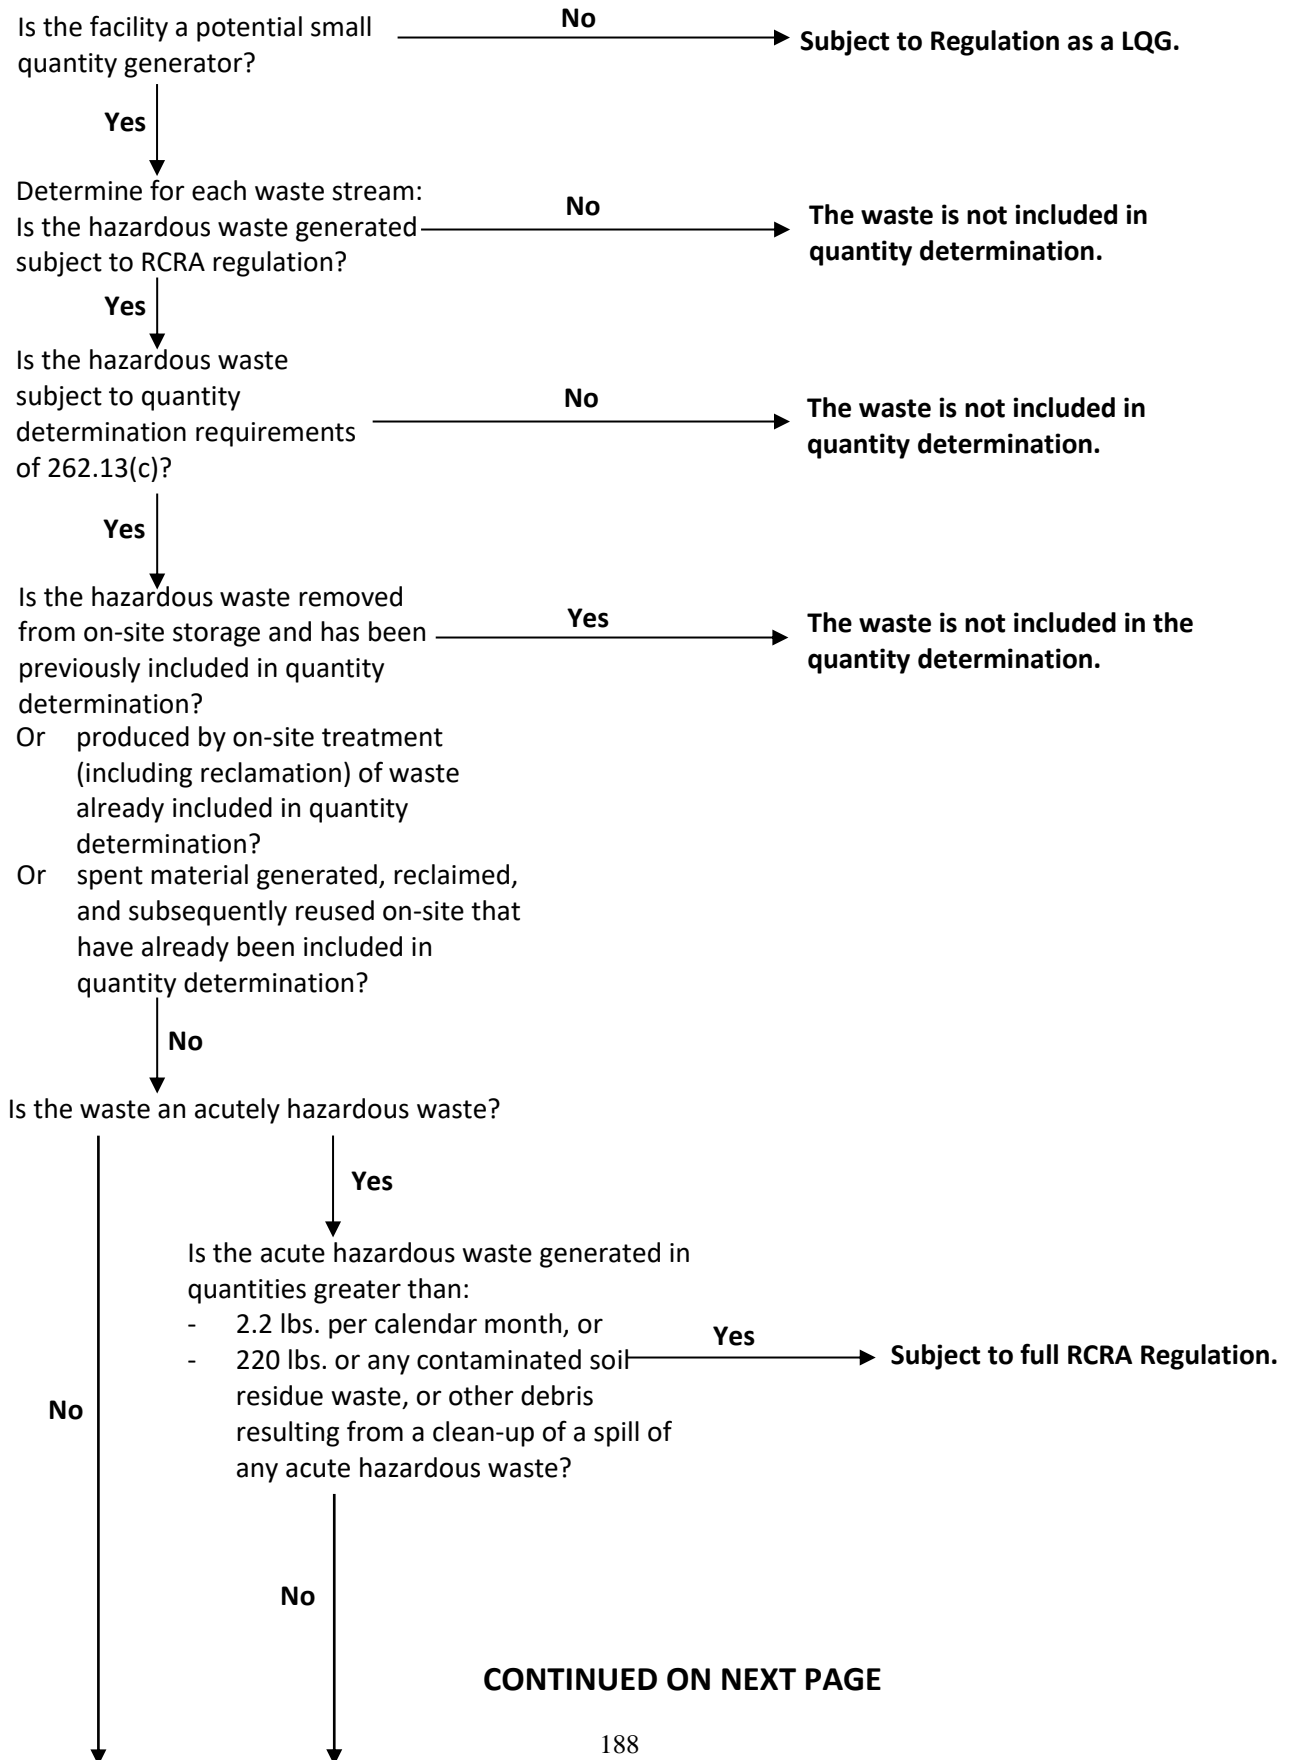 Is the facility a potential small
quantity generator?
No
Subject to Regulation as a LQG.
Yes
Determine for each waste stream:
Is the hazardous waste generated
subject to RCRA regulation?
No
The waste is not included in
quantity determination.
Yes
Is the hazardous waste
subject to quantity
determination requirements
of 262.13(c)?
No
The waste is not included in
quantity determination.
Yes
Is the hazardous waste removed
from on-site storage and has been
previously included in quantity
determination?
Yes
The waste is not included in the
quantity determination.
Or produced by on-site treatment
(including reclamation) of waste
already included in quantity
determination?
Or spent material generated, reclaimed,
and subsequently reused on-site that
have already been included in
quantity determination?
No
Is the waste an acutely hazardous waste?
Yes
Is the acute hazardous waste generated in
quantities greater than:
- 2.2 lbs. per calendar month, or
- 220 lbs. or any contaminated soil
residue waste, or other debris
resulting from a clean-up of a spill of
any acute hazardous waste?
Yes
Subject to full RCRA Regulation.
No
No
CONTINUED ON NEXT PAGE
188